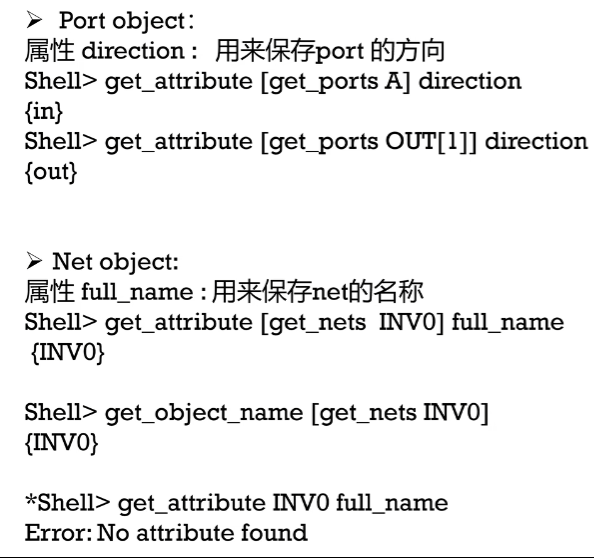 ➢ Port object：
属性 direction : 用来保存port 的方向
Shell> get_attribute [get_ports A] direction
{in}
Shell> get_attribute [get_ports OUT[1]] direction
{out}
➢ Net object:
属性 full_name : 用来保存net的名称
Shell> get_attribute [get_nets INV0] full_name
{INV0}
Shell> get_object_name [get_nets INV0]
{INV0}
*Shell> get_attribute INV0 full_name
Error: No attribute found